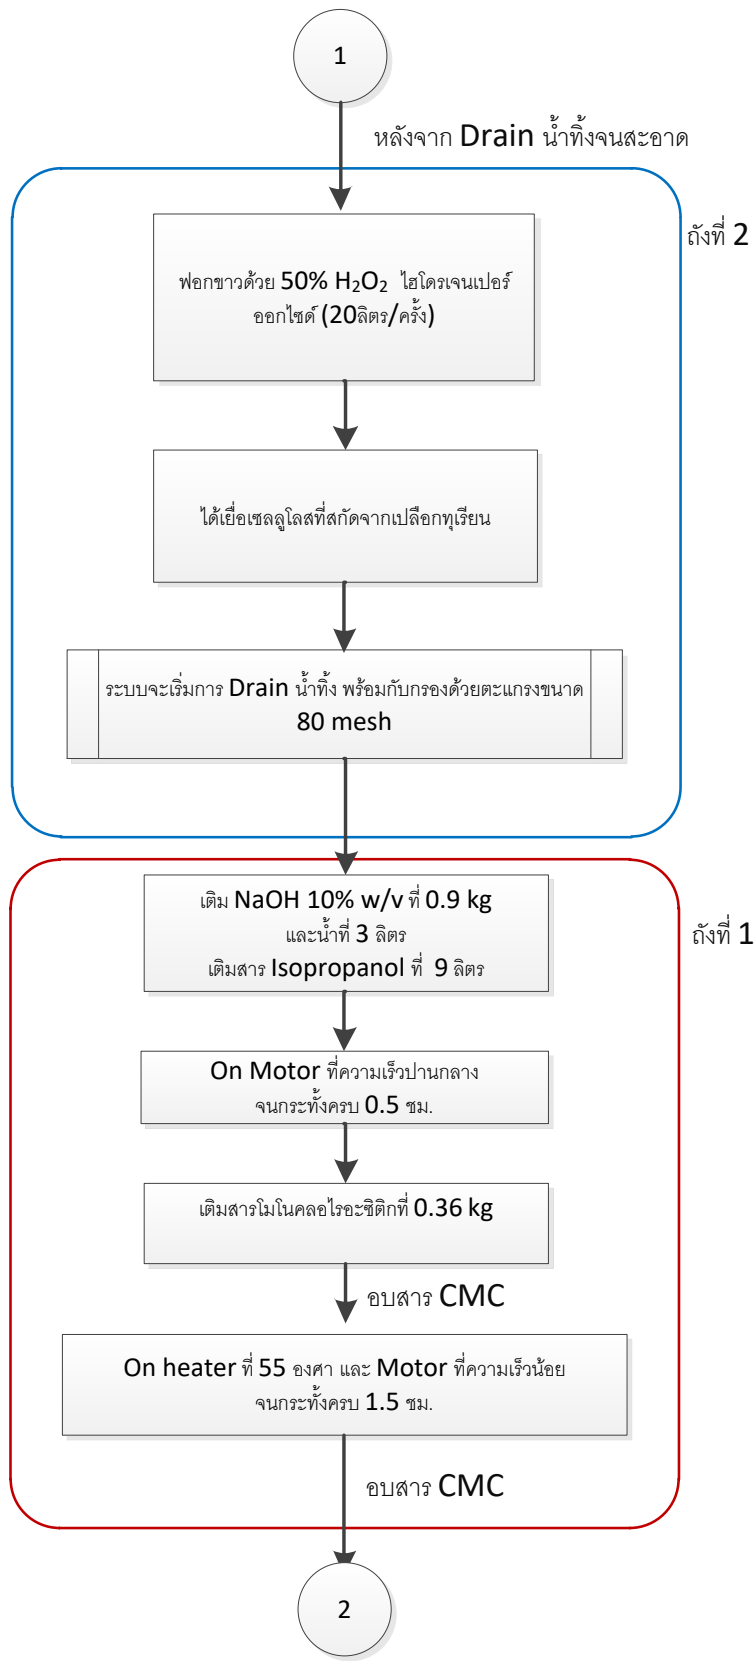 1
หลังจาก Drain น้ำทิ้งจนสะอาด
ถังที่ 2
ฟอกขาวด้วย 50% H₂O₂ ไฮโดรเจนเปอร์
ออกไซด์ (20ลิตร/ครั้ง)
ได้เยื่อเซลลูโลสที่สกัดจากเปลือกทุเรียน
ระบบจะเริ่มการ Drain น้ำทิ้ง พร้อมกับกรองด้วยตะแกรงขนาด
80 mesh
ถังที่ 1
เติม NaOH 10% w/v ที่ 0.9 kg
และน้ำที่ 3 ลิตร
เติมสาร Isopropanol ที่ 9 ลิตร
On Motor ที่ความเร็วปานกลาง
จนกระทั้งครบ 0.5 ชม.
เติมสารโมโนคลอไรอะซิติกที่ 0.36 kg
อบสาร CMC
On heater ที่ 55 องศา และ Motor ที่ความเร็วน้อย
จนกระทั้งครบ 1.5 ชม.
อบสาร CMC
2